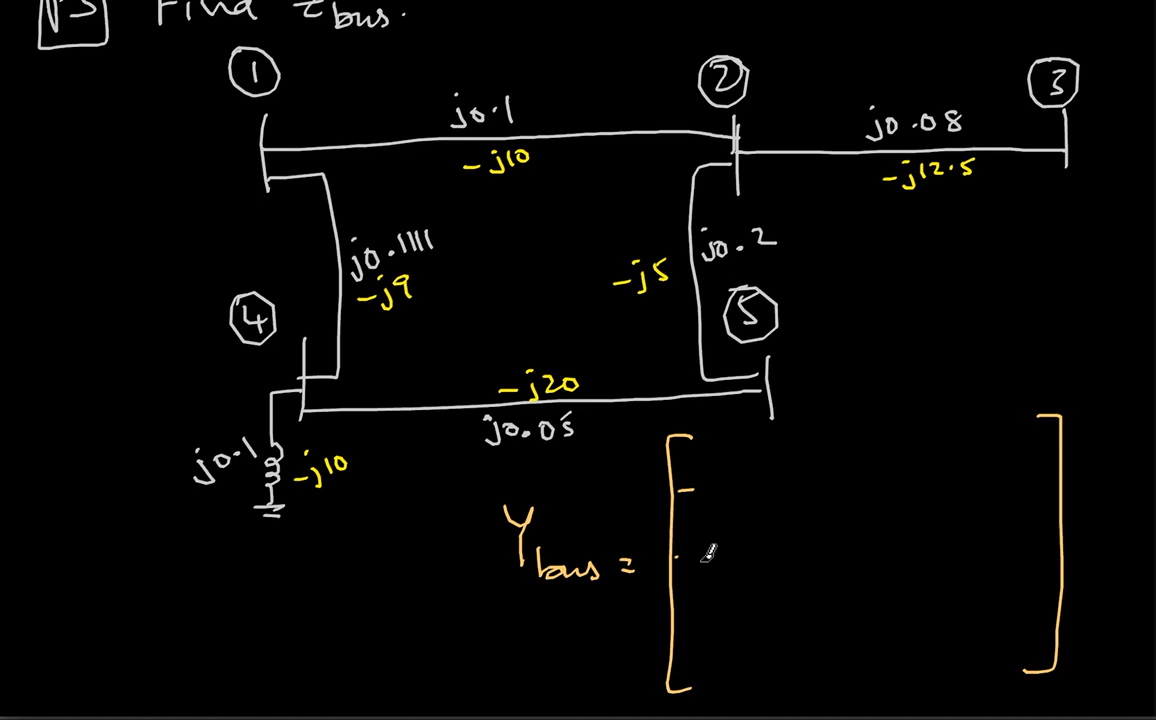 P3 Find Zbus.
1
2
3
j0.1
-j10
j0.08
-j12.5
j0.1111
-j9
j0.2
-j5
4
5
-j20
j0.05
j0.1
-j10
Ybus = [ ]